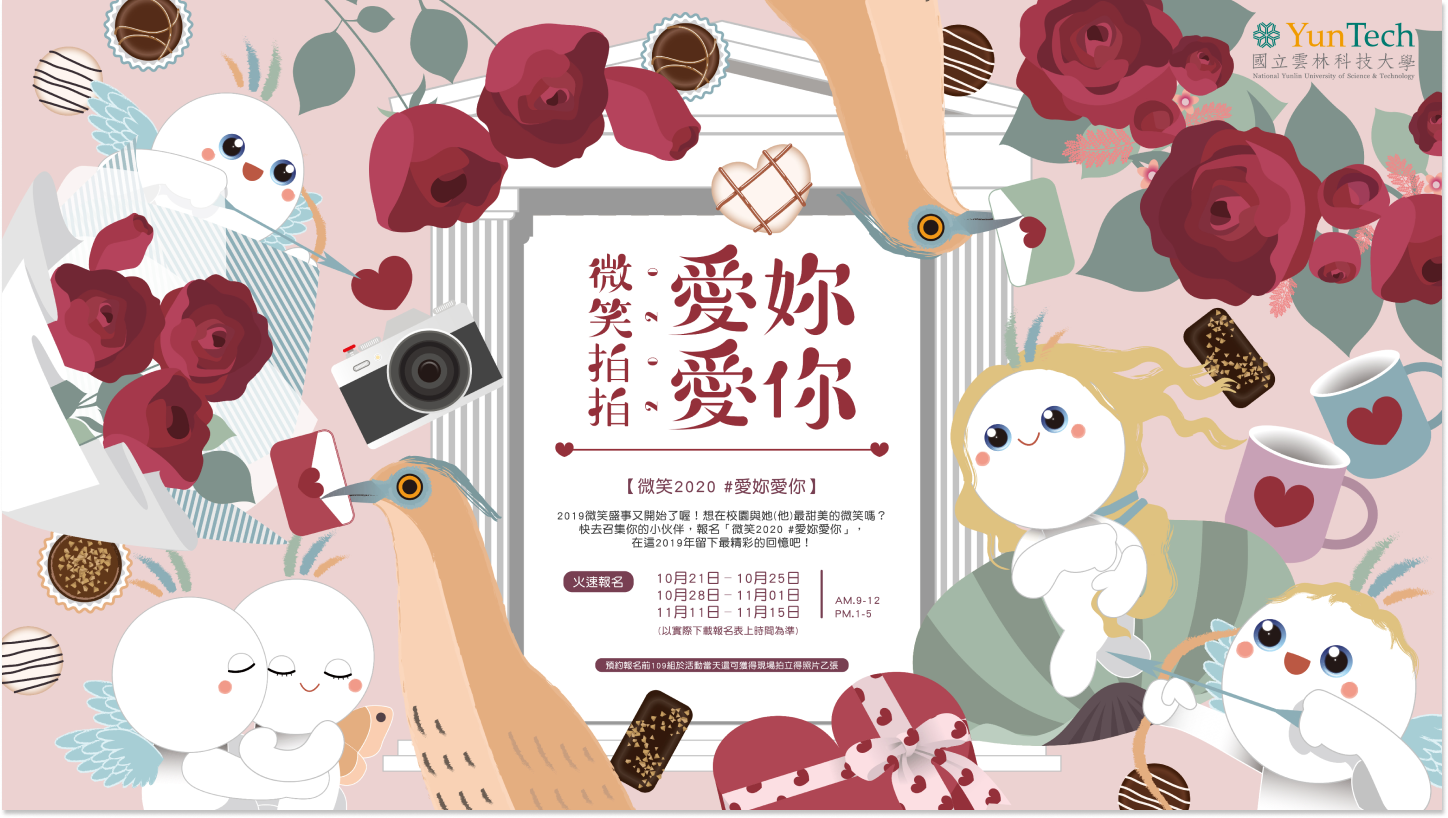 YunTech
國立雲林科技大學
National Yunlin University of Science & Technology
微笑拍拍
愛妳
愛你
【微笑2020 #愛妳愛你】
2019微笑盛事又開始了喔！想在校園與她(他)最甜美的微笑嗎？
快去召集你的小伙伴，報名「微笑2020 #愛妳愛你」，
在這2019年留下最精彩的回憶吧！
火速報名
10月21日－10月25日
10月28日－11月01日
11月11日－11月15日
AM.9-12
PM.1-5
(以實際下載報名表上時間為準)
預約報名前109組於活動當天還可獲得現場拍立得照片乙張